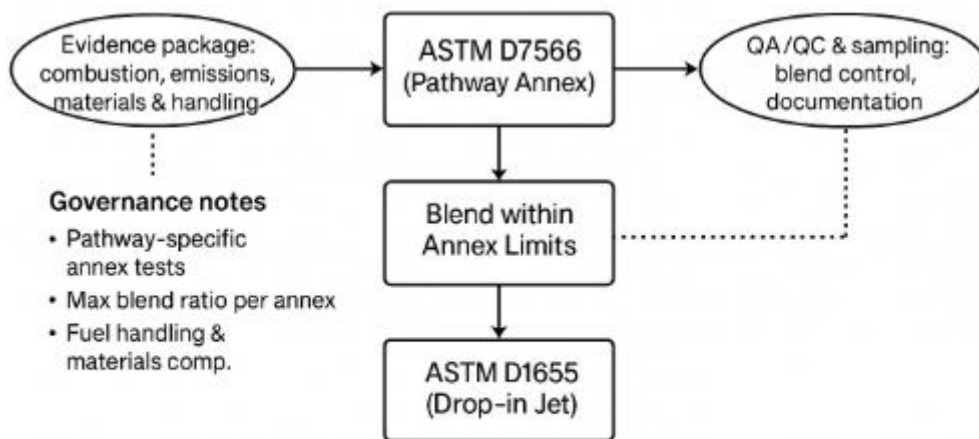 Evidence package:
combustion, emissions,
materials & handling
ASTM D7566
(Pathway Annex)
QA/QC & sampling:
blend control,
documentation
Governance notes
• Pathway-specific
annex tests
• Max blend ratio per annex
• Fuel handling &
materials comp.
Blend within
Annex Limits
ASTM D1655
(Drop-in Jet)